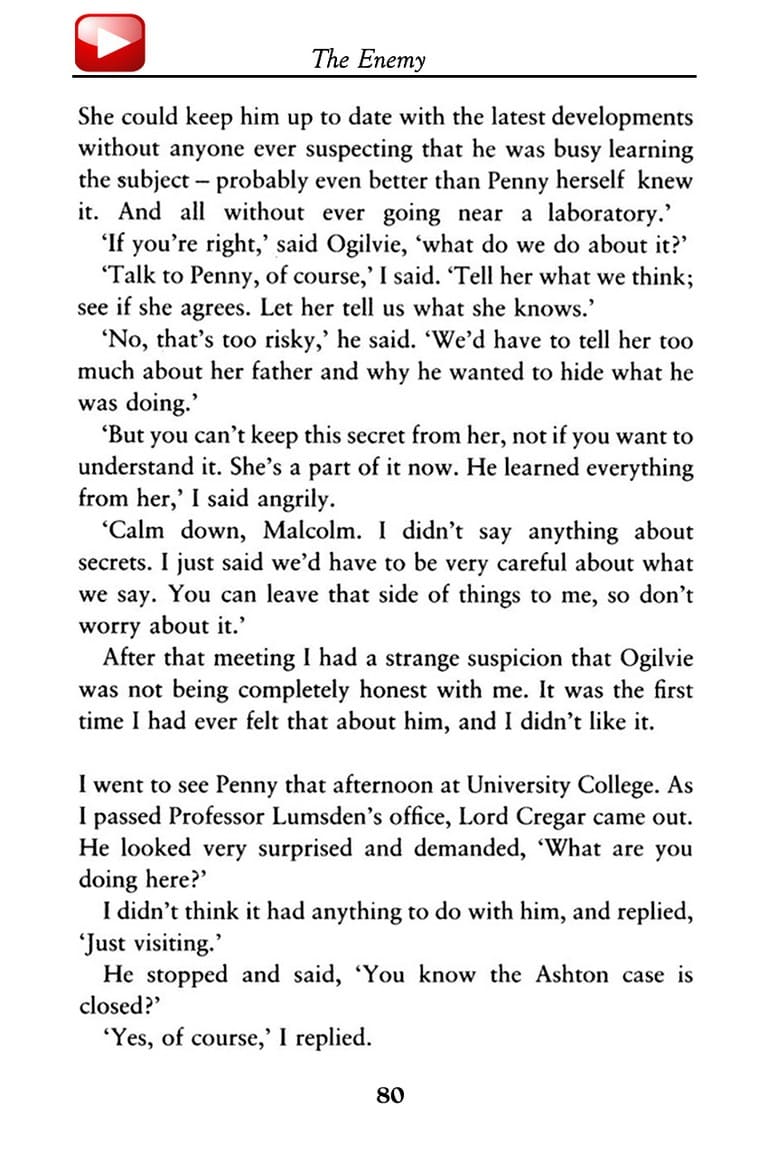 The Enemy
She could keep him up to date with the latest developments
without anyone ever suspecting that he was busy learning
the subject – probably even better than Penny herself knew
it. And all without ever going near a laboratory.’
‘If you’re right,’ said Ogilvie, ‘what do we do about it?’
‘Talk to Penny, of course,’ I said. ‘Tell her what we think;
see if she agrees. Let her tell us what she knows.’
‘No, that’s too risky,’ he said. ‘We’d have to tell her too
much about her father and why he wanted to hide what he
was doing.’
‘But you can’t keep this secret from her, not if you want to
understand it. She’s a part of it now. He learned everything
from her,’ I said angrily.
‘Calm down, Malcolm. I didn’t say anything about
secrets. I just said we’d have to be very careful about what
we say. You can leave that side of things to me, so don’t
worry about it.’
After that meeting I had a strange suspicion that Ogilvie
was not being completely honest with me. It was the first
time I had ever felt that about him, and I didn’t like it.
I went to see Penny that afternoon at University College. As
I passed Professor Lumsden’s office, Lord Cregar came out.
He looked very surprised and demanded, ‘What are you
doing here?’
I didn’t think it had anything to do with him, and replied,
‘Just visiting.’
He stopped and said, ‘You know the Ashton case is
closed?’
‘Yes, of course,’ I replied.
80